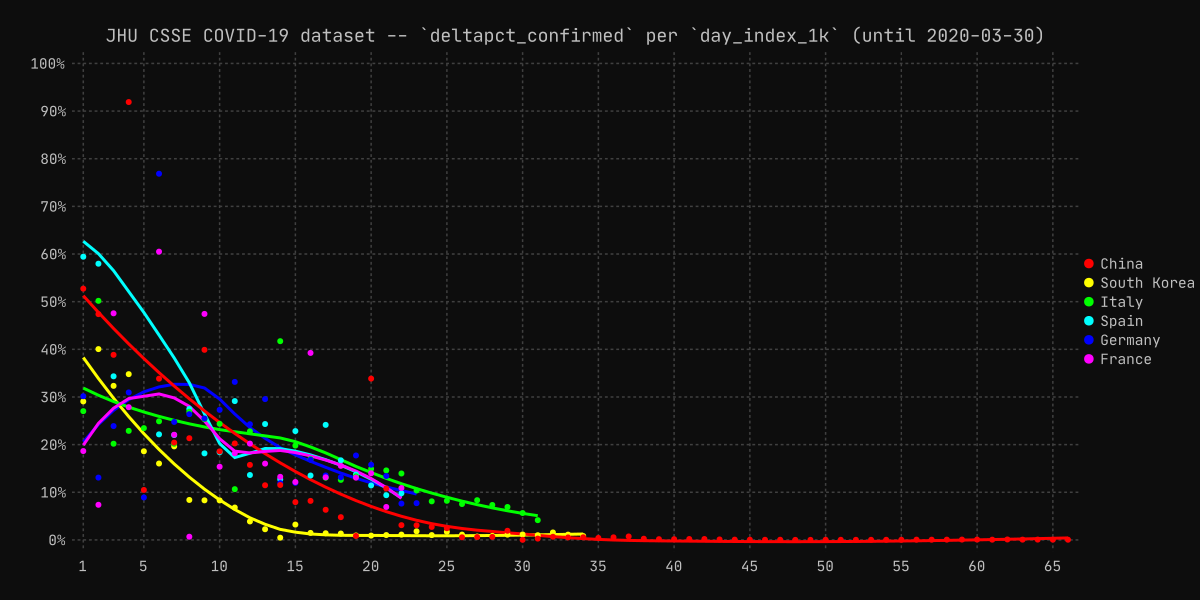 JHU CSSE COVID-19 dataset -- `deltapct_confirmed` per `day_index_1k` (until 2020-03-30)
100%
90%
80%
70%
60%
50%
40%
30%
20%
10%
0%
1 5 10 15 20 25 30 35 40 45 50 55 60 65
China
South Korea
Italy
Spain
Germany
France